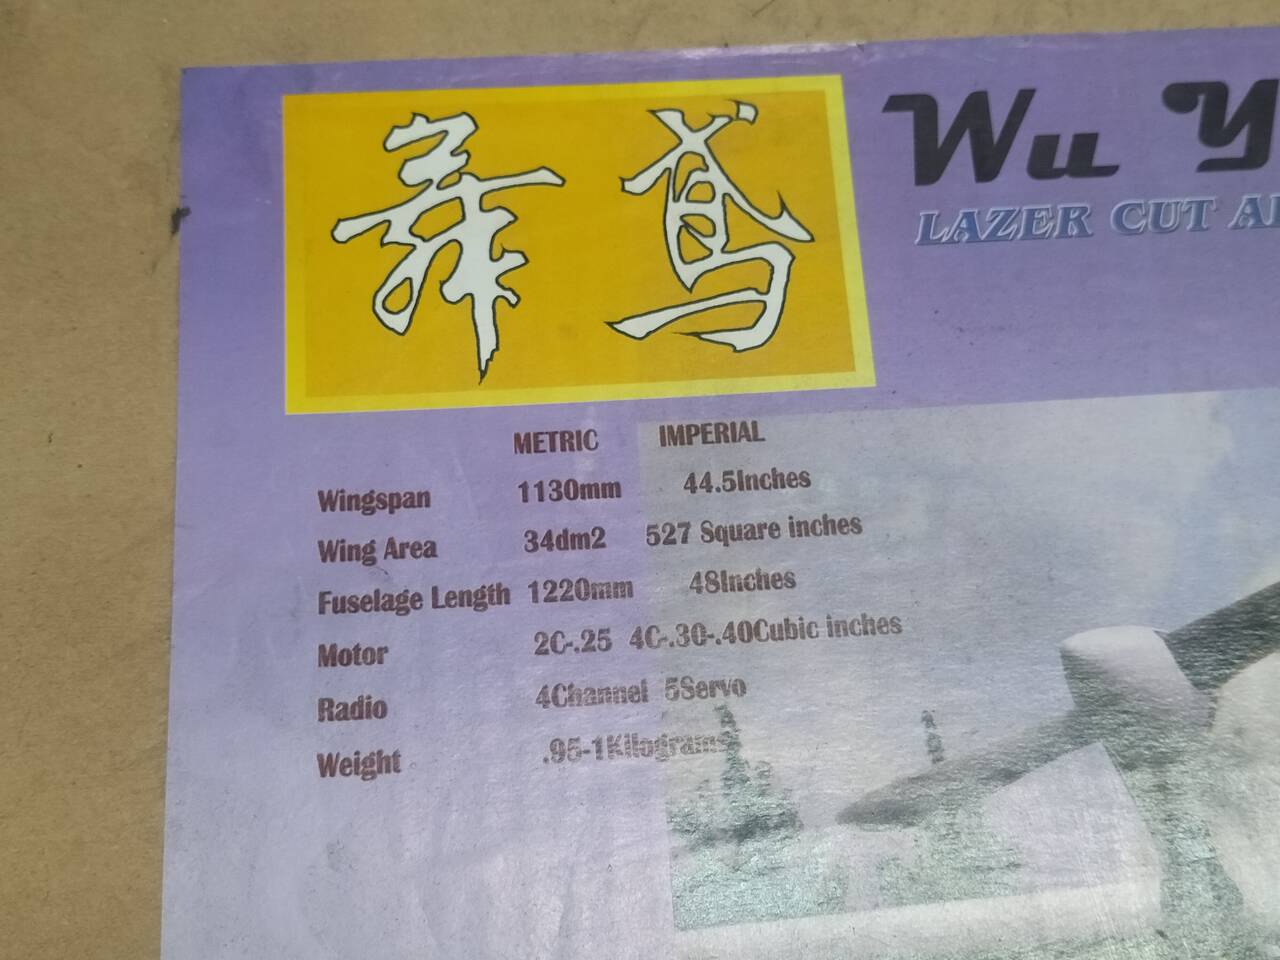 舞鸢
Wu Y
LAZER CUT A
METRIC IMPERIAL
Wingspan 1130mm 44.5Inches
Wing Area 34dm2 527 Square inches
Fuselage Length 1220mm 48Inches
Motor 2C-.25 4C-.30-.40Cubic inches
Radio 4Channel 5Servo
Weight .95-1Kilograms